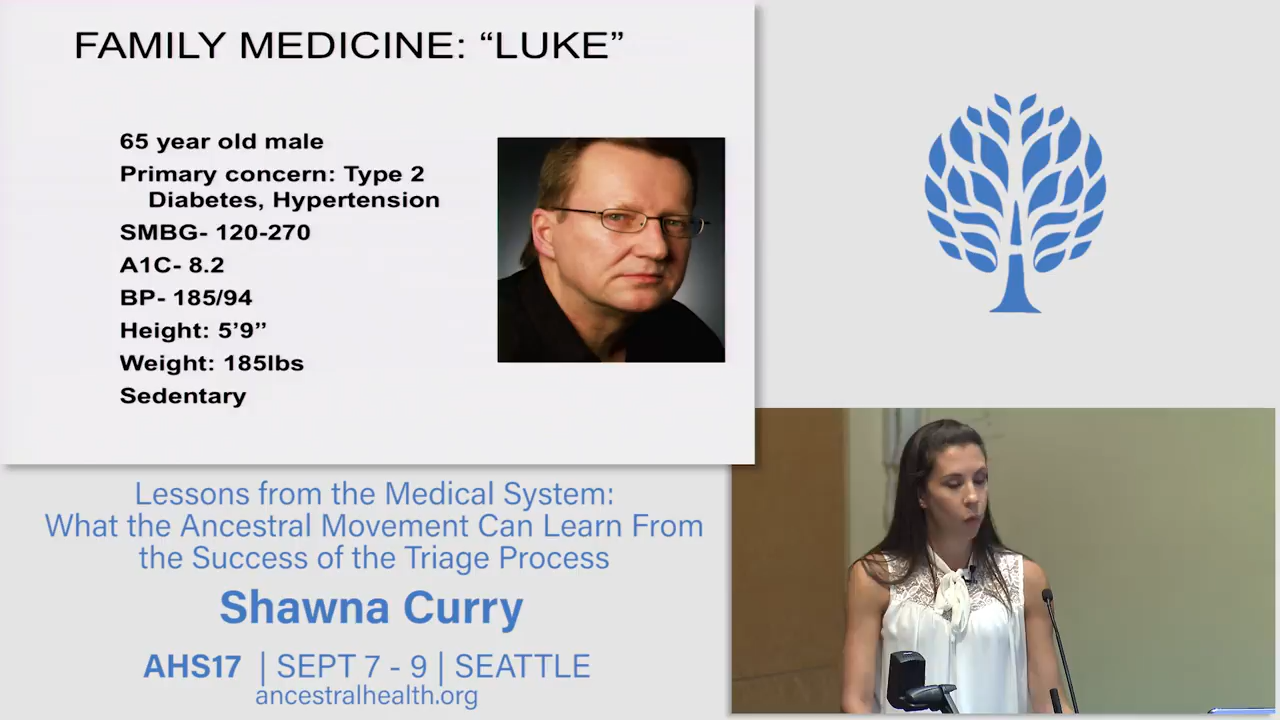 FAMILY MEDICINE: “LUKE”
65 year old male
Primary concern: Type 2
Diabetes, Hypertension
SMBG- 120-270
A1C- 8.2
BP- 185/94
Height: 5’9”
Weight: 185lbs
Sedentary
Lessons from the Medical System:
What the Ancestral Movement Can Learn From
the Success of the Triage Process
Shawna Curry
AHS17 | SEPT 7 - 9 | SEATTLE
ancestralhealth.org